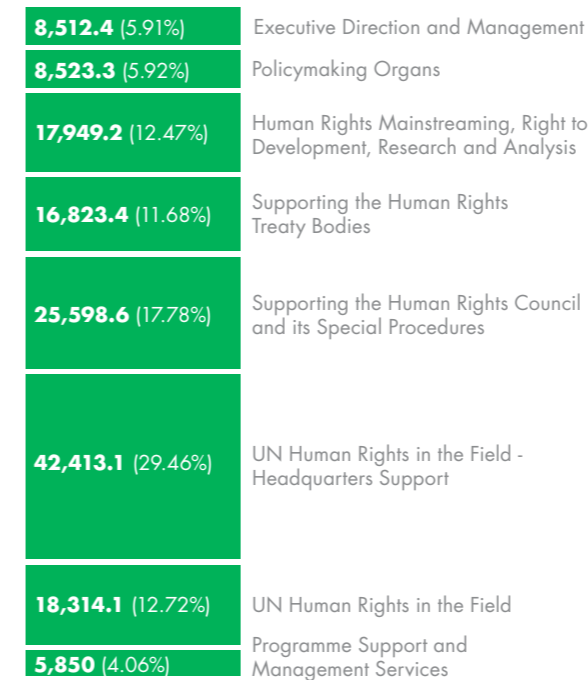 8,512.4 (5.91%) Executive Direction and Management
8,523.3 (5.92%) Policymaking Organs
17,949.2 (12.47%) Human Rights Mainstreaming, Right to
Development, Research and Analysis
16,823.4 (11.68%) Supporting the Human Rights
Treaty Bodies
25,598.6 (17.78%) Supporting the Human Rights Council
and its Special Procedures
42,413.1 (29.46%) UN Human Rights in the Field -
Headquarters Support
18,314.1 (12.72%) UN Human Rights in the Field
5,850 (4.06%) Programme Support and
Management Services